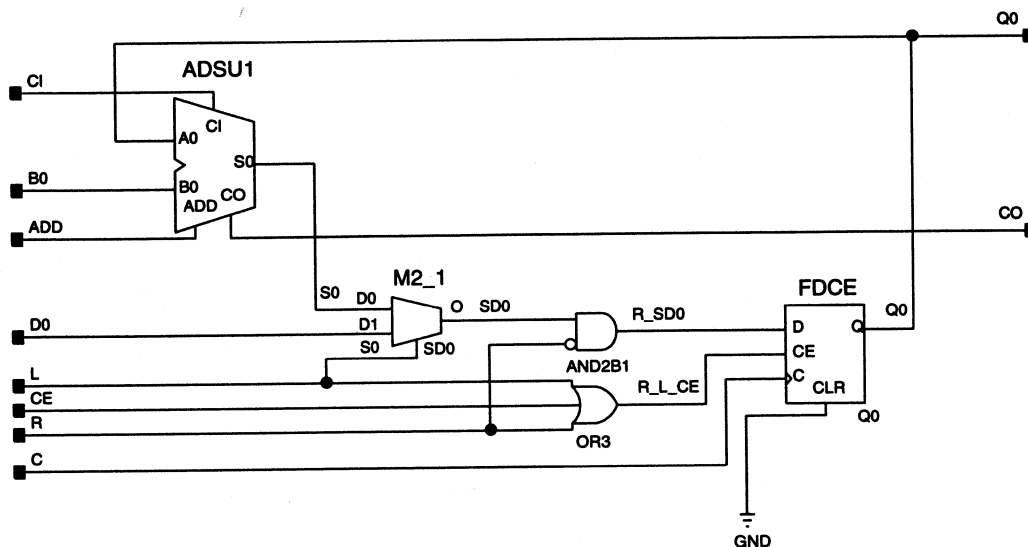 Q0
ADSU1
CI
CI
A0
S0
B0
B0
CO
ADD
ADD
CO
M2_1
FDCE
S0
D0
O
SD0
R_SD0
Q0
D0
D1
D
Q
S0
SD0
AND2B1
CE
L
R_L_CE
C
CE
CLR
R
OR3
Q0
C
GND